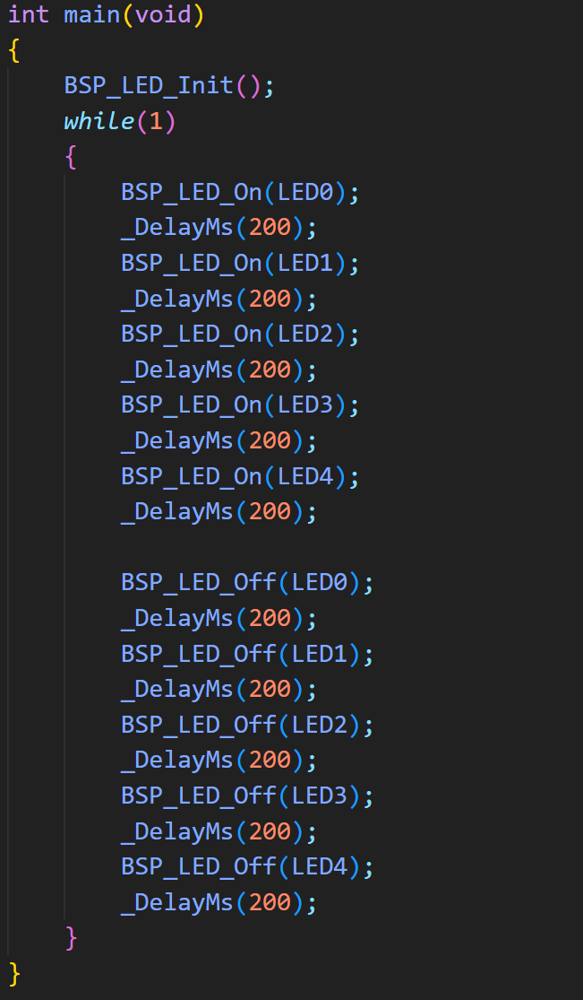 int main(void)
{
    BSP_LED_Init();
    while(1)
    {
        BSP_LED_On(LED0);
        _DelayMs(200);
        BSP_LED_On(LED1);
        _DelayMs(200);
        BSP_LED_On(LED2);
        _DelayMs(200);
        BSP_LED_On(LED3);
        _DelayMs(200);
        BSP_LED_On(LED4);
        _DelayMs(200);

        BSP_LED_Off(LED0);
        _DelayMs(200);
        BSP_LED_Off(LED1);
        _DelayMs(200);
        BSP_LED_Off(LED2);
        _DelayMs(200);
        BSP_LED_Off(LED3);
        _DelayMs(200);
        BSP_LED_Off(LED4);
        _DelayMs(200);
    }
}